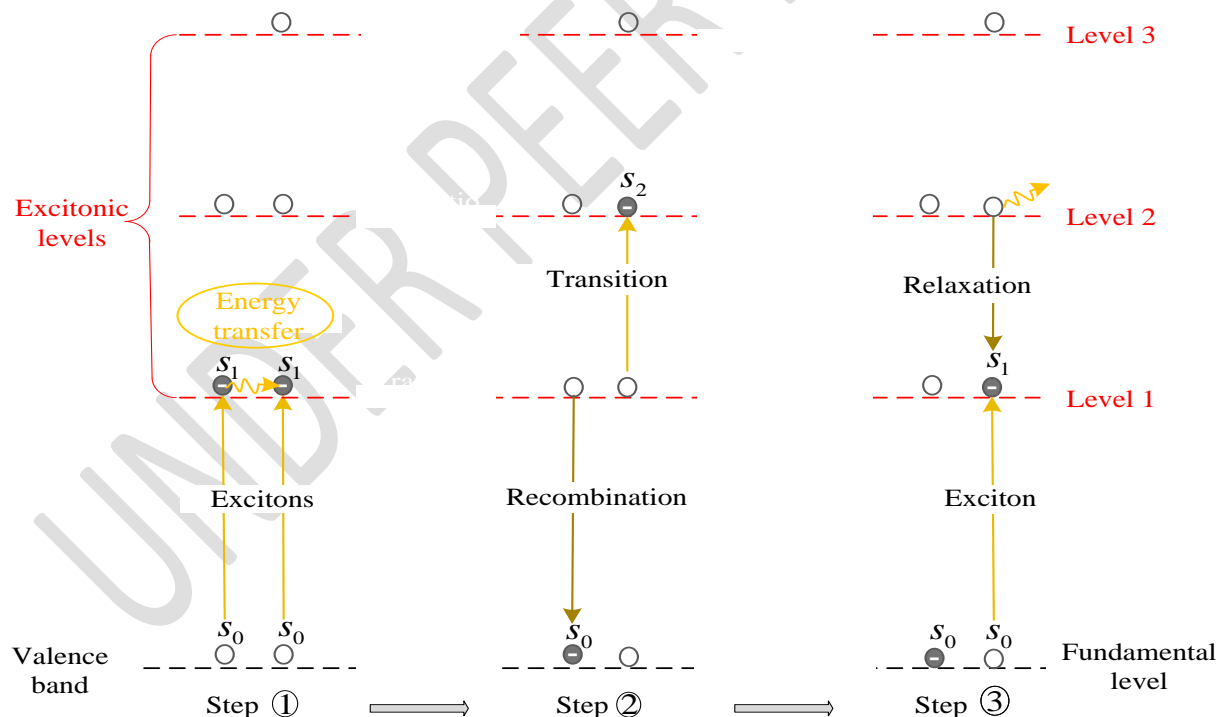 Level 3
S2
Excitonic
levels
Level 2
Transition
Relaxation
Energy
transfer
S1
S1
S1
Level 1
Excitons
Recombination
Exciton
S0
S0
S0
S0
S0
Valence
band
Fundamental
level
Step ①
Step ②
Step ③
UNDER PEER